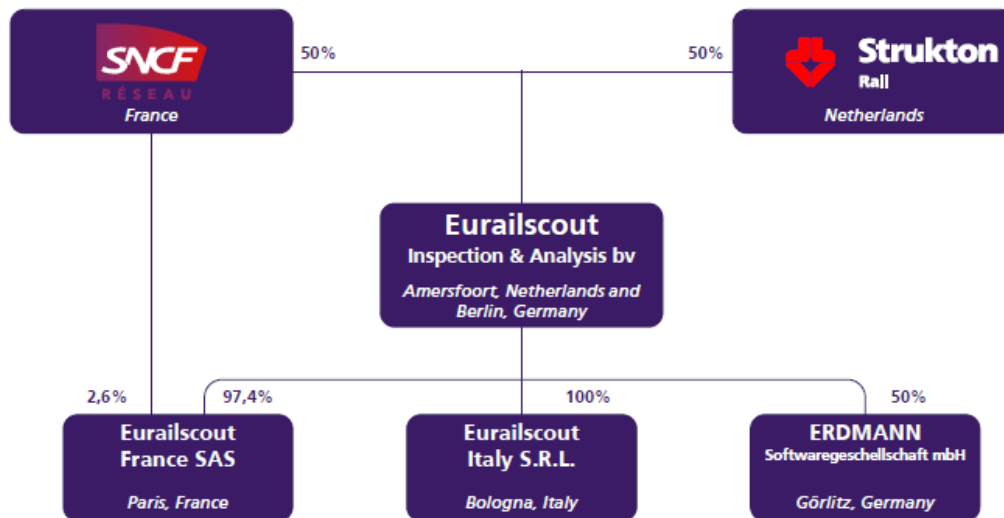 SNCF
RÉSEAU
France
50%
50%
Strukton
Rail
Netherlands
Eurailscout
Inspection & Analysis bv
Amersfoort, Netherlands and
Berlin, Germany
2,6%
97,4%
100%
50%
Eurailscout
France SAS
Paris, France
Eurailscout
Italy S.R.L.
Bologna, Italy
ERDMANN
Softwaregeschellschaft mbH
Görlitz, Germany